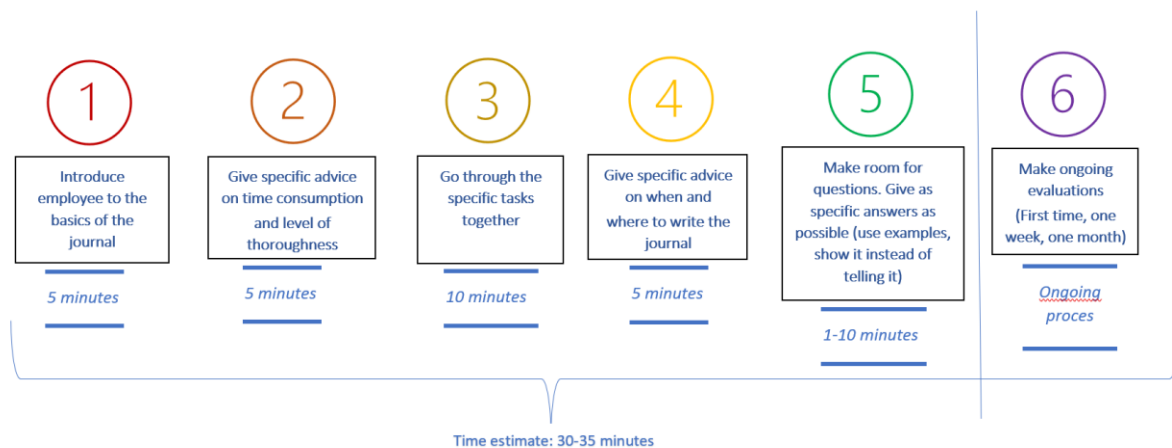 1
Introduce
employee to the
basics of the
journal
5 minutes
2
Give specific advice
on time consumption
and level of
thoroughness
5 minutes
3
Go through the
specific tasks
together
10 minutes
4
Give specific advice
on when and
where to write the
journal
5 minutes
5
Make room for
questions. Give as
specific answers as
possible (use examples,
show it instead of
telling it)
1-10 minutes
6
Make ongoing
evaluations
(First time, one
week, one month)
Ongoing
proces
Time estimate: 30-35 minutes